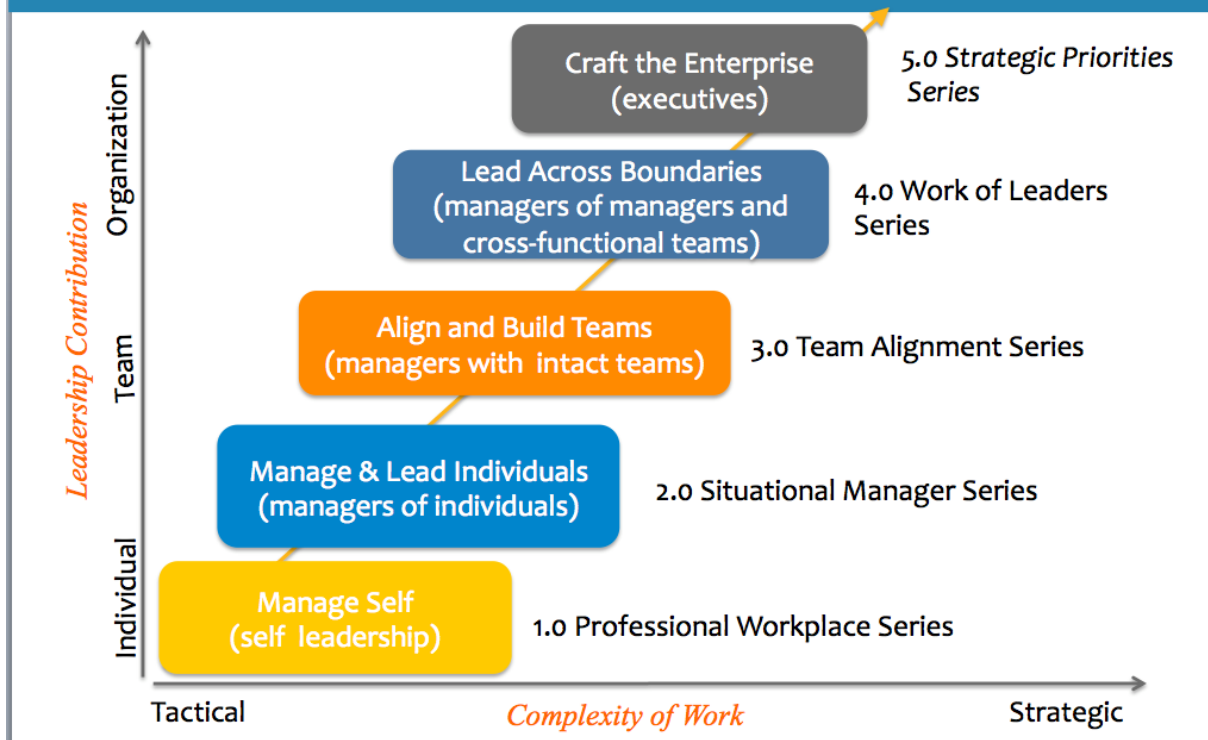 Craft the Enterprise
(executives)
5.0 Strategic Priorities
Series
Lead Across Boundaries
(managers of managers and
cross-functional teams)
4.0 Work of Leaders
Series
Align and Build Teams
(managers with intact teams)
3.0 Team Alignment Series
Manage & Lead Individuals
(managers of individuals)
2.0 Situational Manager Series
Manage Self
(self leadership)
1.0 Professional Workplace Series
Leadership Contribution
Organization
Team
Individual
Tactical
Complexity of Work
Strategic